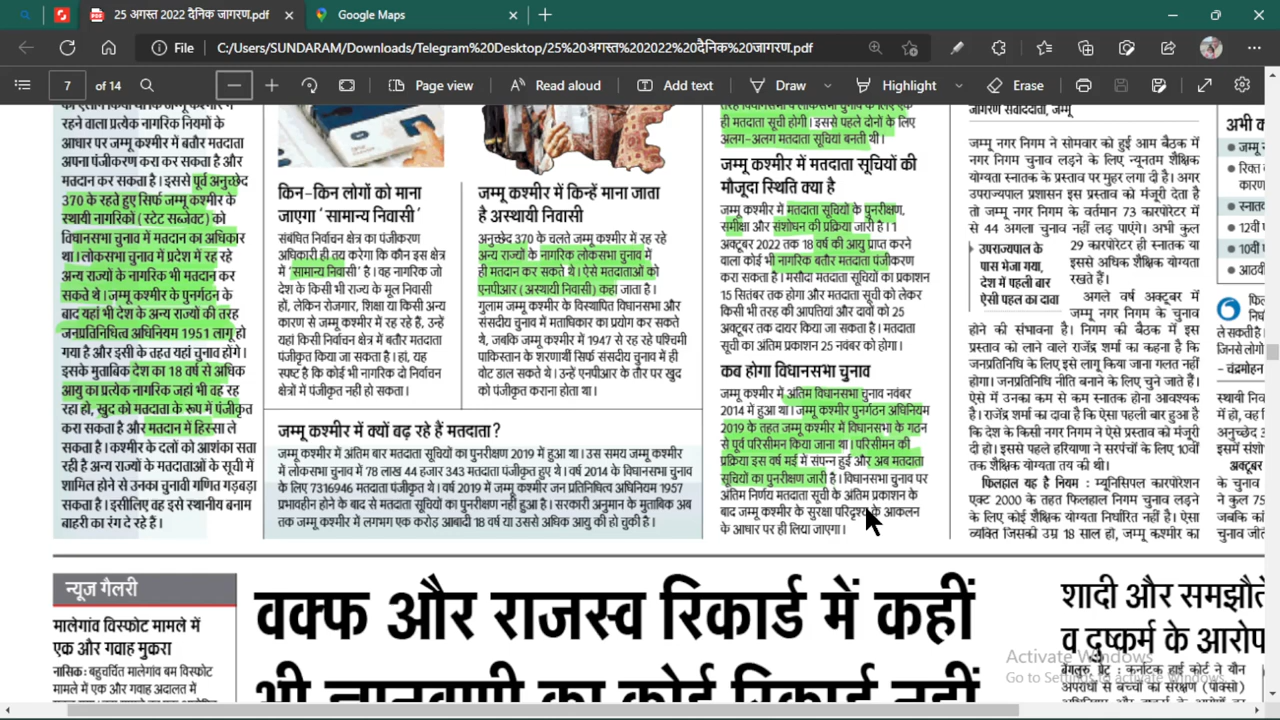 25 अगस्त 2022 दैनिक जागरण.pdf
Google Maps
File
C:/Users/SUNDARAM/Downloads/Telegram%20Desktop/25%20अगस्त%202022%20दैनिक%20जागरण.pdf
7 of 14
Page view
Read aloud
Add text
Draw
Highlight
Erase
रहने वाला प्रत्येक नागरिक नियमों के
आधार पर जम्मू कश्मीर में बतौर मतदाता
अपना पंजीकरण करा कर सकता है और
मतदान कर सकता है। इससे पूर्व अनुच्छेद
370 के रहते हुए सिर्फ जम्मू कश्मीर के
स्थायी नागरिकों (स्टेट सब्जेक्ट) को
विधानसभा चुनाव में मतदान का अधिकार
था। लोकसभा चुनाव में प्रदेश में रह रहे
अन्य राज्यों के नागरिक भी मतदान कर
सकते थे। जम्मू कश्मीर के पुनर्गठन के
बाद यहां भी देश के अन्य राज्यों की तरह
जनप्रतिनिधित्व अधिनियम 1951 लागू हो
गया है और इसी के तहत यहां चुनाव होंगे।
इसके मुताबिक देश का 18 वर्ष से अधिक
आयु का प्रत्येक नागरिक जहां भी वह रह
रहा हो, खुद को मतदाता के रूप में पंजीकृत
करा सकता है और मतदान में हिस्सा ले
सकता है। कश्मीर के दलों को आशंका सता
रही है अन्य राज्यों के मतदाताओं के सूची में
शामिल होने से उनका चुनावी गणित गड़बड़ा
सकता है। इसीलिए वह इसे स्थानीय बनाम
बाहरी का रंग दे रहे हैं।
किन-किन लोगों को माना
जाएगा 'सामान्य निवासी'
संबंधित निर्वाचन क्षेत्र का पंजीकरण
अधिकारी ही तय करेगा कि कौन इस क्षेत्र
में 'सामान्य निवासी' है। वह नागरिक जो
देश के किसी भी राज्य के मूल निवासी
हों, लेकिन रोजगार, शिक्षा या किसी अन्य
कारण से जम्मू कश्मीर में रह रहे हैं, उन्हें
यहां किसी निर्वाचन क्षेत्र में बतौर मतदाता
पंजीकृत किया जा सकता है। हां, यह
स्पष्ट है कि कोई भी नागरिक दो निर्वाचन
क्षेत्रों में पंजीकृत नही हो सकता।
जम्मू कश्मीर में किन्हें माना जाता
है अस्थायी निवासी
अनुच्छेद 370 के चलते जम्मू कश्मीर में रह रहे
अन्य राज्यों के नागरिक लोकसभा चुनाव में
ही मतदान कर सकते थे। ऐसे मतदाताओं को
एनपीआर (अस्थायी निवासी) कहा जाता है।
गुलाम जम्मू कश्मीर के विस्थापित विधानसभा और
संसदीय चुनाव में मताधिकार का प्रयोग कर सकते
थे, जबकि जम्मू कश्मीर में 1947 से रह रहे पश्चिमी
पाकिस्तान के शरणार्थी सिर्फ संसदीय चुनाव में ही
वोट डाल सकते थे। उन्हें एनपीआर के तौर पर खुद
को पंजीकृत कराना होता था।
जम्मू कश्मीर में क्यों बढ़ रहे हैं मतदाता?
जम्मू कश्मीर में अंतिम बार मतदाता सूचियों का पुनरीक्षण 2019 में हुआ था। उस समय जम्मू कश्मीर
में लोकसभा चुनाव में 78 लाख 44 हजार 343 मतदाता पंजीकृत हुए थे। वर्ष 2014 के विधानसभा चुनाव
के लिए 7316946 मतदाता पंजीकृत थे। वर्ष 2019 में जम्मू कश्मीर जन प्रतिनिधित्व अधिनियम 1957
प्रभावहीन होने के बाद से मतदाता सूचियों का पुनरीक्षण नहीं हुआ है। सरकारी अनुमान के मुताबिक अब
तक जम्मू कश्मीर में लगभग एक करोड़ आबादी 18 वर्ष या उससे अधिक आयु की हो चुकी है।
तरह विधानसभा व लोकसभा चुनाव के लिए एक
ही मतदाता सूची होगी। इससे पहले दोनों के लिए
अलग-अलग मतदाता सूचियां बनती थी।
जम्मू कश्मीर में मतदाता सूचियों की
मौजूदा स्थिति क्या है
जम्मू कश्मीर में मतदाता सूचियों के पुनरीक्षण,
समीक्षा और संशोधन की प्रक्रिया जारी है। 1
अक्टूबर 2022 तक 18 वर्ष की आयु प्राप्त करने
वाला कोई भी नागरिक बतौर मतदाता पंजीकरण
करा सकता है। मसौदा मतदाता सूचियों का प्रकाशन
15 सितंबर तक होगा और मतदाता सूची को लेकर
किसी भी तरह की आपत्तियां और दावों को 25
अक्टूबर तक दायर किया जा सकता है। मतदाता
सूची का अंतिम प्रकाशन 25 नवंबर को होगा।
कब होगा विधानसभा चुनाव
जम्मू कश्मीर में अंतिम विधानसभा चुनाव नवंबर
2014 में हुआ था। जम्मू कश्मीर पुनर्गठन अधिनियम
2019 के तहत जम्मू कश्मीर में विधानसभा के गठन
से पूर्व परिसीमन किया जाना था। परिसीमन की
प्रक्रिया इस वर्ष मई में संपन्न हुई और अब मतदाता
सूचियों का पुनरीक्षण जारी है। विधानसभा चुनाव पर
अंतिम निर्णय मतदाता सूची के अंतिम प्रकाशन के
बाद जम्मू कश्मीर के सुरक्षा परिदृश्य के आकलन
के आधार पर ही लिया जाएगा।
जागरण संवाददाता, जम्मू
जम्मू नगर निगम ने सोमवार को हुई आम बैठक में
नगर निगम चुनाव लड़ने के लिए न्यूनतम शैक्षिक
योग्यता स्नातक के प्रस्ताव पर मुहर लगा दी है। अगर
उपराज्यपाल प्रशासन इस प्रस्ताव को मंजूरी देता है
तो जम्मू नगर निगम के वर्तमान 73 कारपोरेटर में
से 44 अगला चुनाव नहीं लड़ पाएंगे। अभी कुल
29 कारपोरेटर ही स्नातक या
इससे अधिक शैक्षिक योग्यता
रखते हैं।
उपराज्यपाल के
पास भेजा गया,
देश में पहली बार
ऐसी पहल का दावा
अगले वर्ष अक्टूबर में
जम्मू नगर निगम के चुनाव
होने की संभावना है। निगम की बैठक में इस
प्रस्ताव को लाने वाले राजेंद्र शर्मा का कहना है कि
जनप्रतिनिधि के लिए इसे लागू किया जाना गलत नहीं
होगा। जनप्रतिनिधि नीति बनाने के लिए चुने जाते हैं।
ऐसे में उनका कम से कम स्नातक होना आवश्यक
है। राजेंद्र शर्मा का दावा है कि ऐसा पहली बार हुआ है
कि देश के किसी नगर निगम ने ऐसे प्रस्ताव को मंजूरी
दी हो। इससे पहले हरियाणा ने सरपंचों के लिए 10वीं
तक शैक्षिक योग्यता तय की थी।
फिलहाल यह है नियम : म्यूनिसिपल कारपोरेशन
एक्ट 2000 के तहत फिलहाल निगम चुनाव लड़ने
के लिए कोई शैक्षिक योग्यता निर्धारित नहीं है। ऐसा
व्यक्ति जिसकी उम्र 18 साल हो, जम्मू कश्मीर का
अभी
जम्मू
रिक्त
कारण
12वीं
10वीं
आठवीं
ले सकती है।
जिनसे लोगों
- चंद्रमोहन
स्थायी
में हो, वह
अनुच्छेद
इसमें
के चुनाव
ने कुल 75
जबकि
न्यूज गैलरी
मालेगांव विस्फोट मामले में
एक और गवाह मुकरा
नासिक: बहुचर्चित मालेगांव बम विस्फोट
मामले में एक और गवाह अदालत में
वक्फ और राजस्व रिकार्ड में कहीं
भी का कोई रिकार्ड नहीं
शादी और समझौते
व दुष्कर्म के आरोप
बेंगलुरु, प्रेट्र : कर्नाटक हाई कोर्ट ने यौन
अपराधों से बच्चों का संरक्षण (पोक्सो)
Activate Windows
Go to Settings to activate Windows.